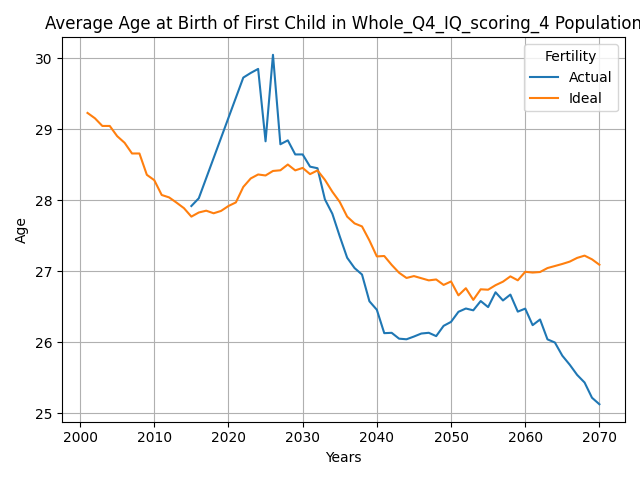 Average Age at Birth of First Child in Whole_Q4_IQ_scoring_4 Population
Fertility
Actual
Ideal
30
29
28
27
26
25
Age
2000 2010 2020 2030 2040 2050 2060 2070
Years